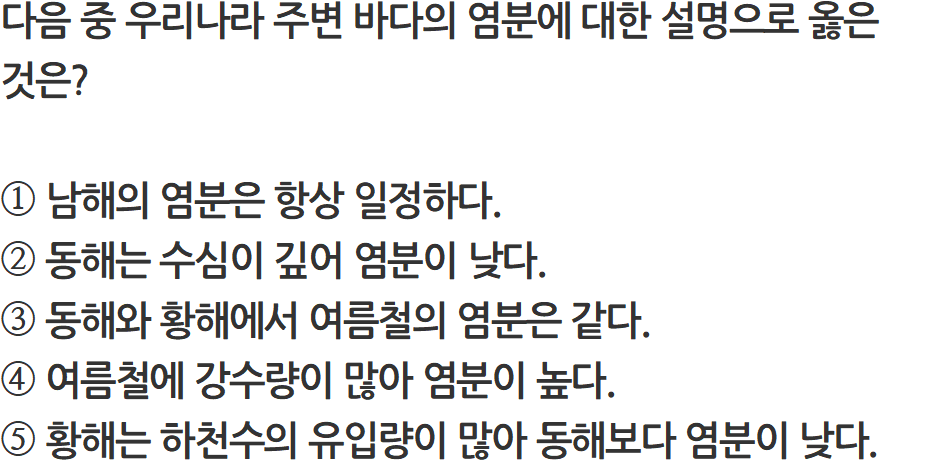 다음 중 우리나라 주변 바다의 염분에 대한 설명으로 옳은
것은?
① 남해의 염분은 항상 일정하다.
② 동해는 수심이 깊어 염분이 낮다.
③ 동해와 황해에서 여름철의 염분은 같다.
④ 여름철에 강수량이 많아 염분이 높다.
⑤ 황해는 하천수의 유입량이 많아 동해보다 염분이 낮다.